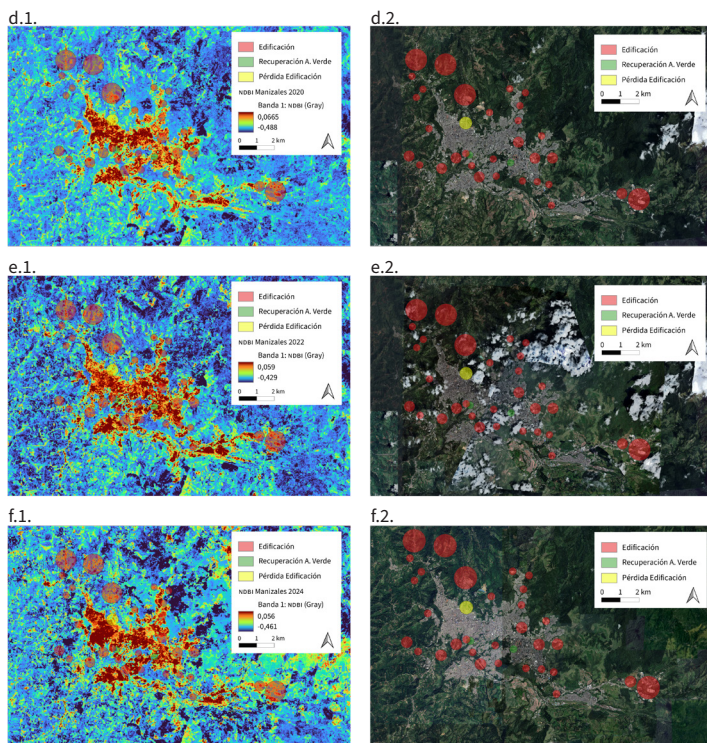 d.1.
Edificación
Recuperación A. Verde
Pérdida Edificación
NDBI Manizales 2020
Banda 1: NDBI (Gray)
0,0665
-0,488
0 1 2 km
d.2.
Edificación
Recuperación A. Verde
Pérdida Edificación
0 1 2 km
e.1.
Edificación
Recuperación A. Verde
Pérdida Edificación
NDBI Manizales 2022
Banda 1: NDBI (Gray)
0,059
-0,429
0 1 2 km
e.2.
Edificación
Recuperación A. Verde
Pérdida Edificación
0 1 2 km
f.1.
Edificación
Recuperación A. Verde
Pérdida Edificación
NDBI Manizales 2024
Banda 1: NDBI (Gray)
0,056
-0,461
0 1 2 km
f.2.
Edificación
Recuperación A. Verde
Pérdida Edificación
0 1 2 km